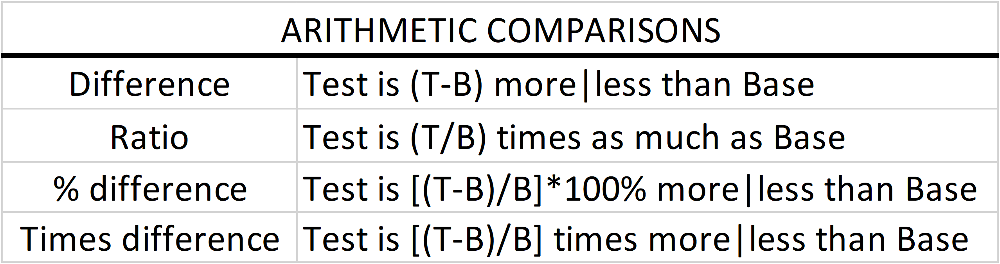 ARITHMETIC COMPARISONS
Difference Test is (T-B) more|less than Base
Ratio Test is (T/B) times as much as Base
% difference Test is [(T-B)/B]*100% more|less than Base
Times difference Test is [(T-B)/B] times more|less than Base